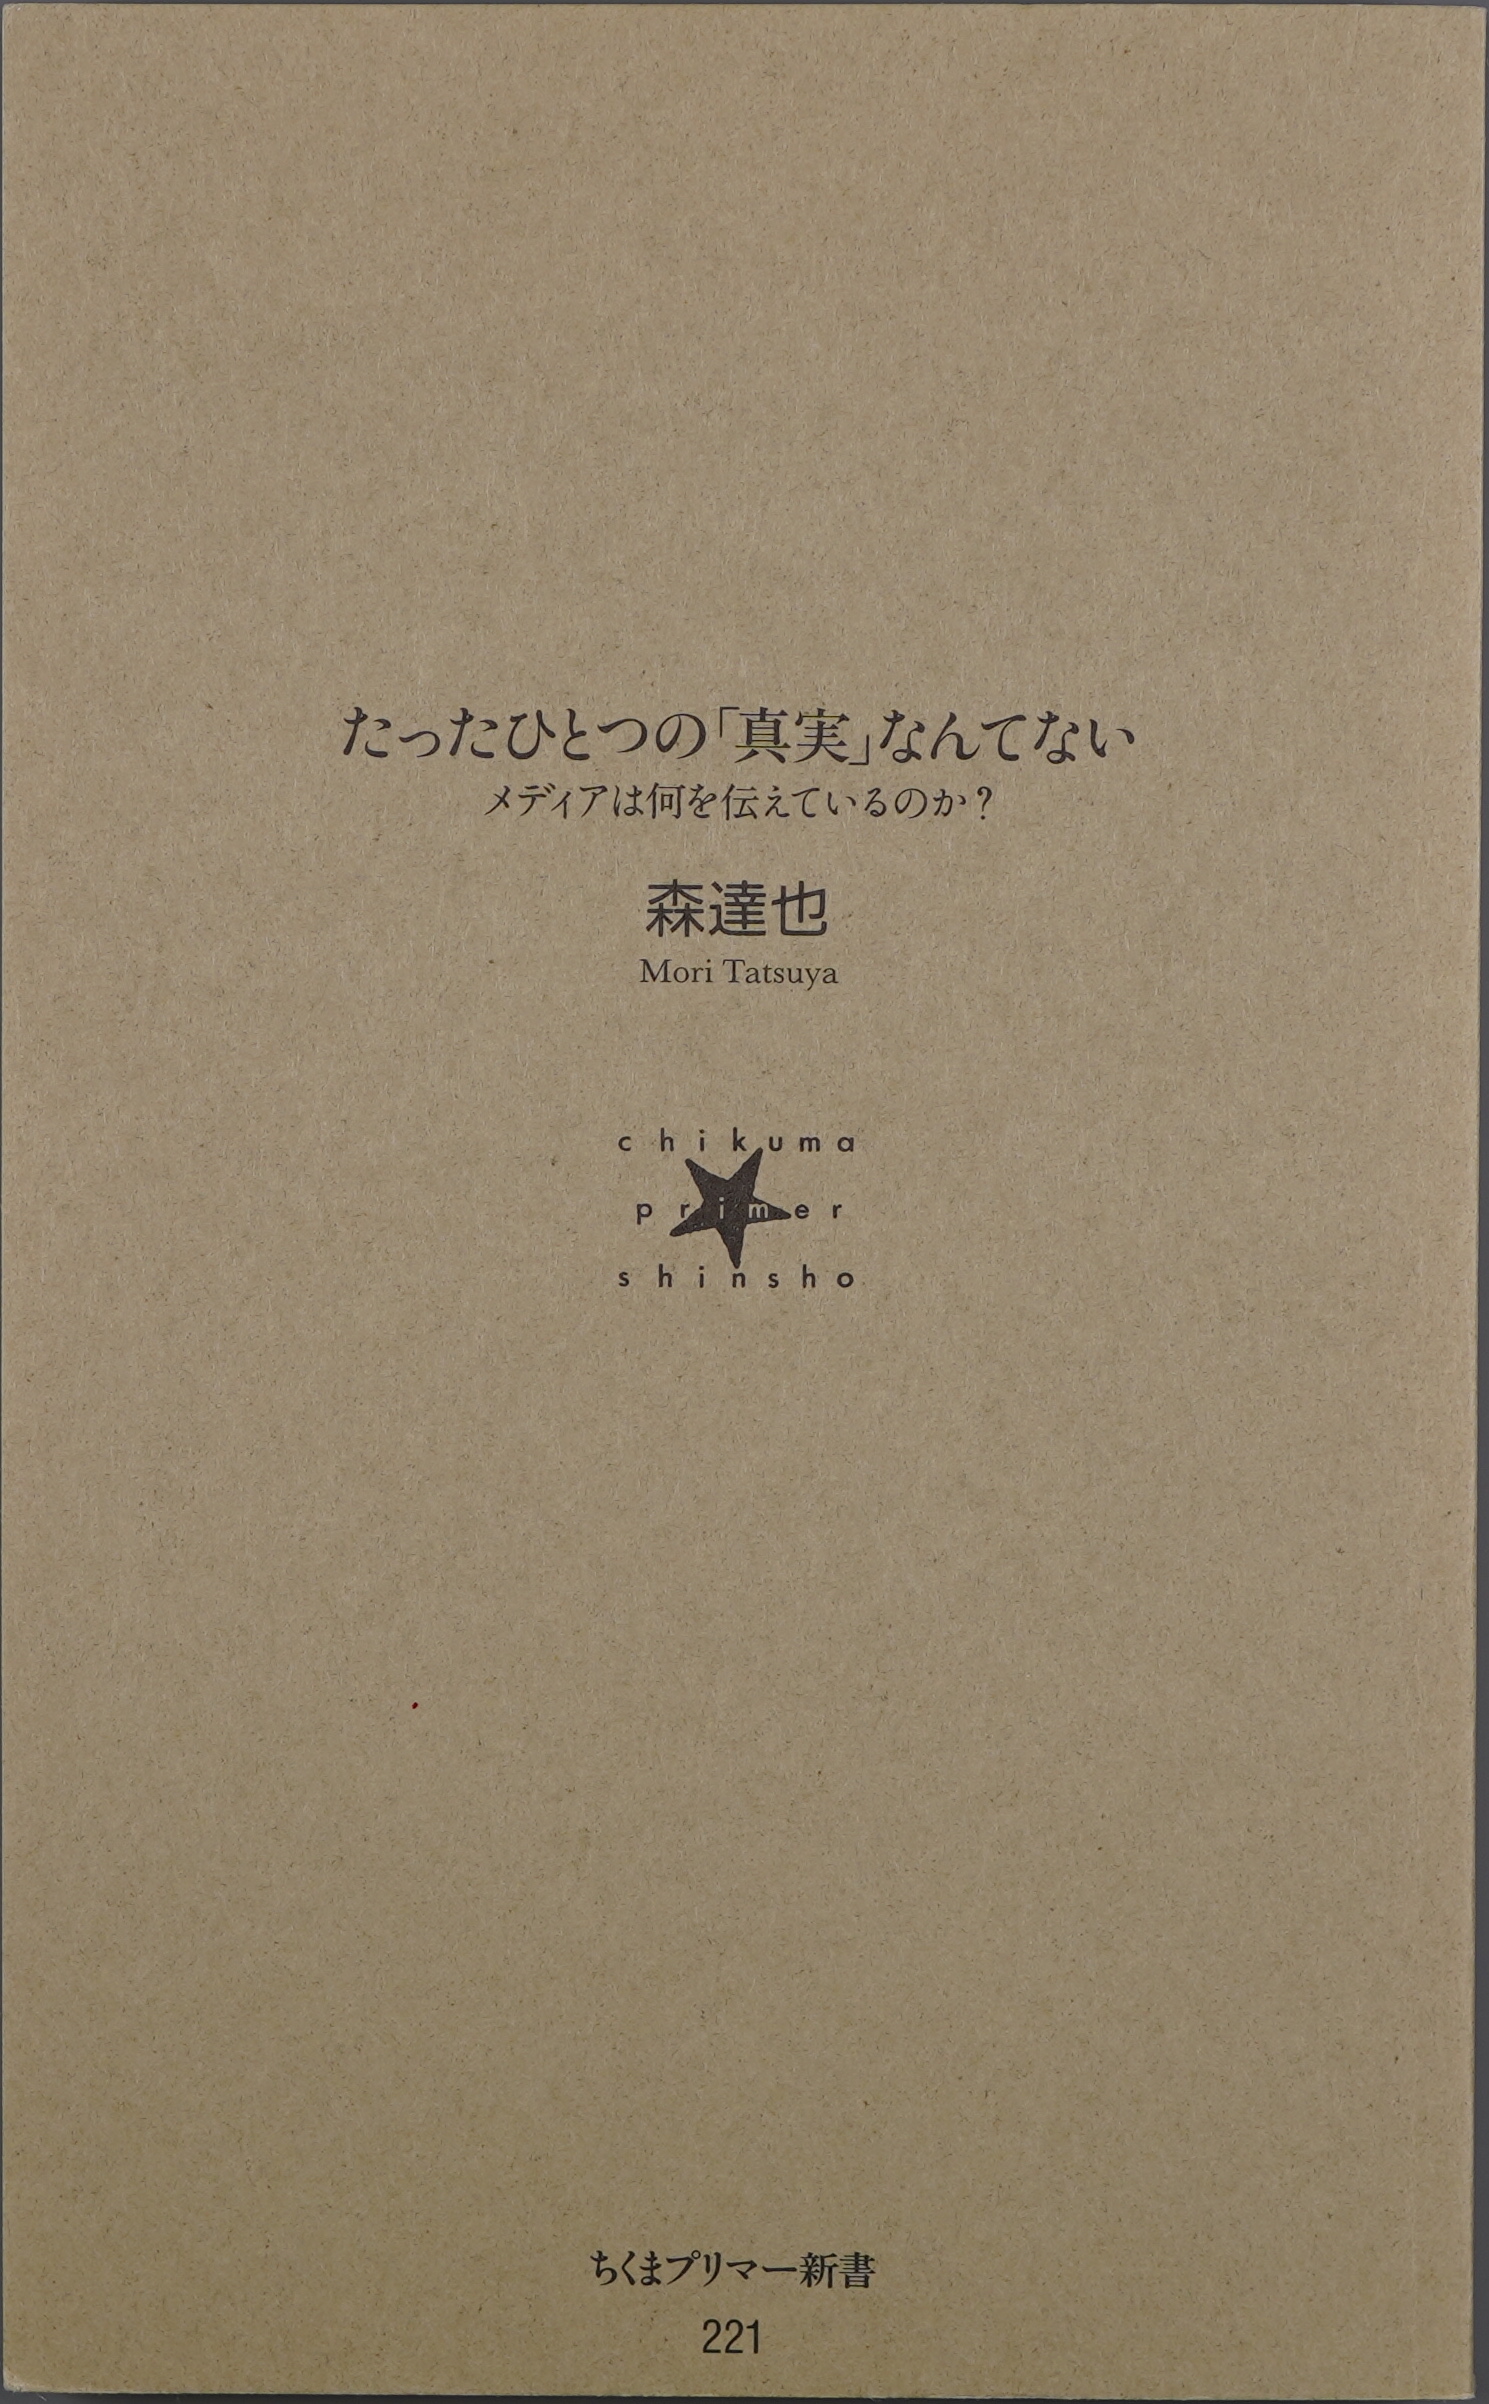 たったひとつの「真実」なんてない
メディアは何を伝えているのか？
森達也
Mori Tatsuya
chikuma
primer
shinsho
ちくまプリマー新書
221